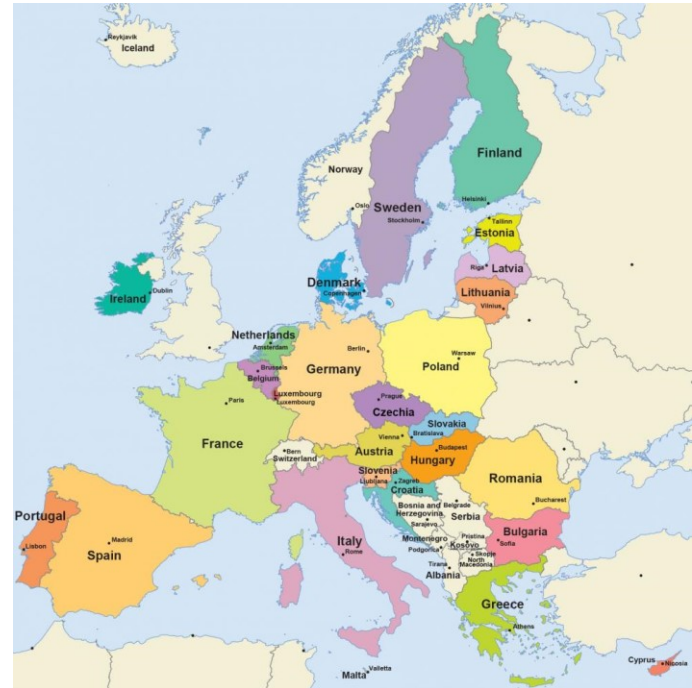 Reykjavik
Iceland
Finland
Norway
Helsinki
Oslo
Sweden
Stockholm
Tallinn
Estonia
Riga
Latvia
Denmark
Copenhagen
Lithuania
Vilnius
Ireland
Dublin
Netherlands
Amsterdam
Berlin
Germany
Warsaw
Poland
Brussels
Belgium
Luxembourg
Luxembourg
Paris
Prague
Czechia
Slovakia
Bratislava
Vienna
Austria
France
Bern
Switzerland
Budapest
Hungary
Slovenia
Ljubljana
Zagreb
Croatia
Romania
Bucharest
Bosnia and
Herzegovina
Sarajevo
Belgrade
Serbia
Portugal
Lisbon
Madrid
Spain
Italy
Rome
Montenegro
Podgorica
Pristina
Kosovo
Sofia
Bulgaria
Skopje
North
Macedonia
Tirana
Albania
Greece
Athens
Valletta
Malta
Cyprus
Nicosia